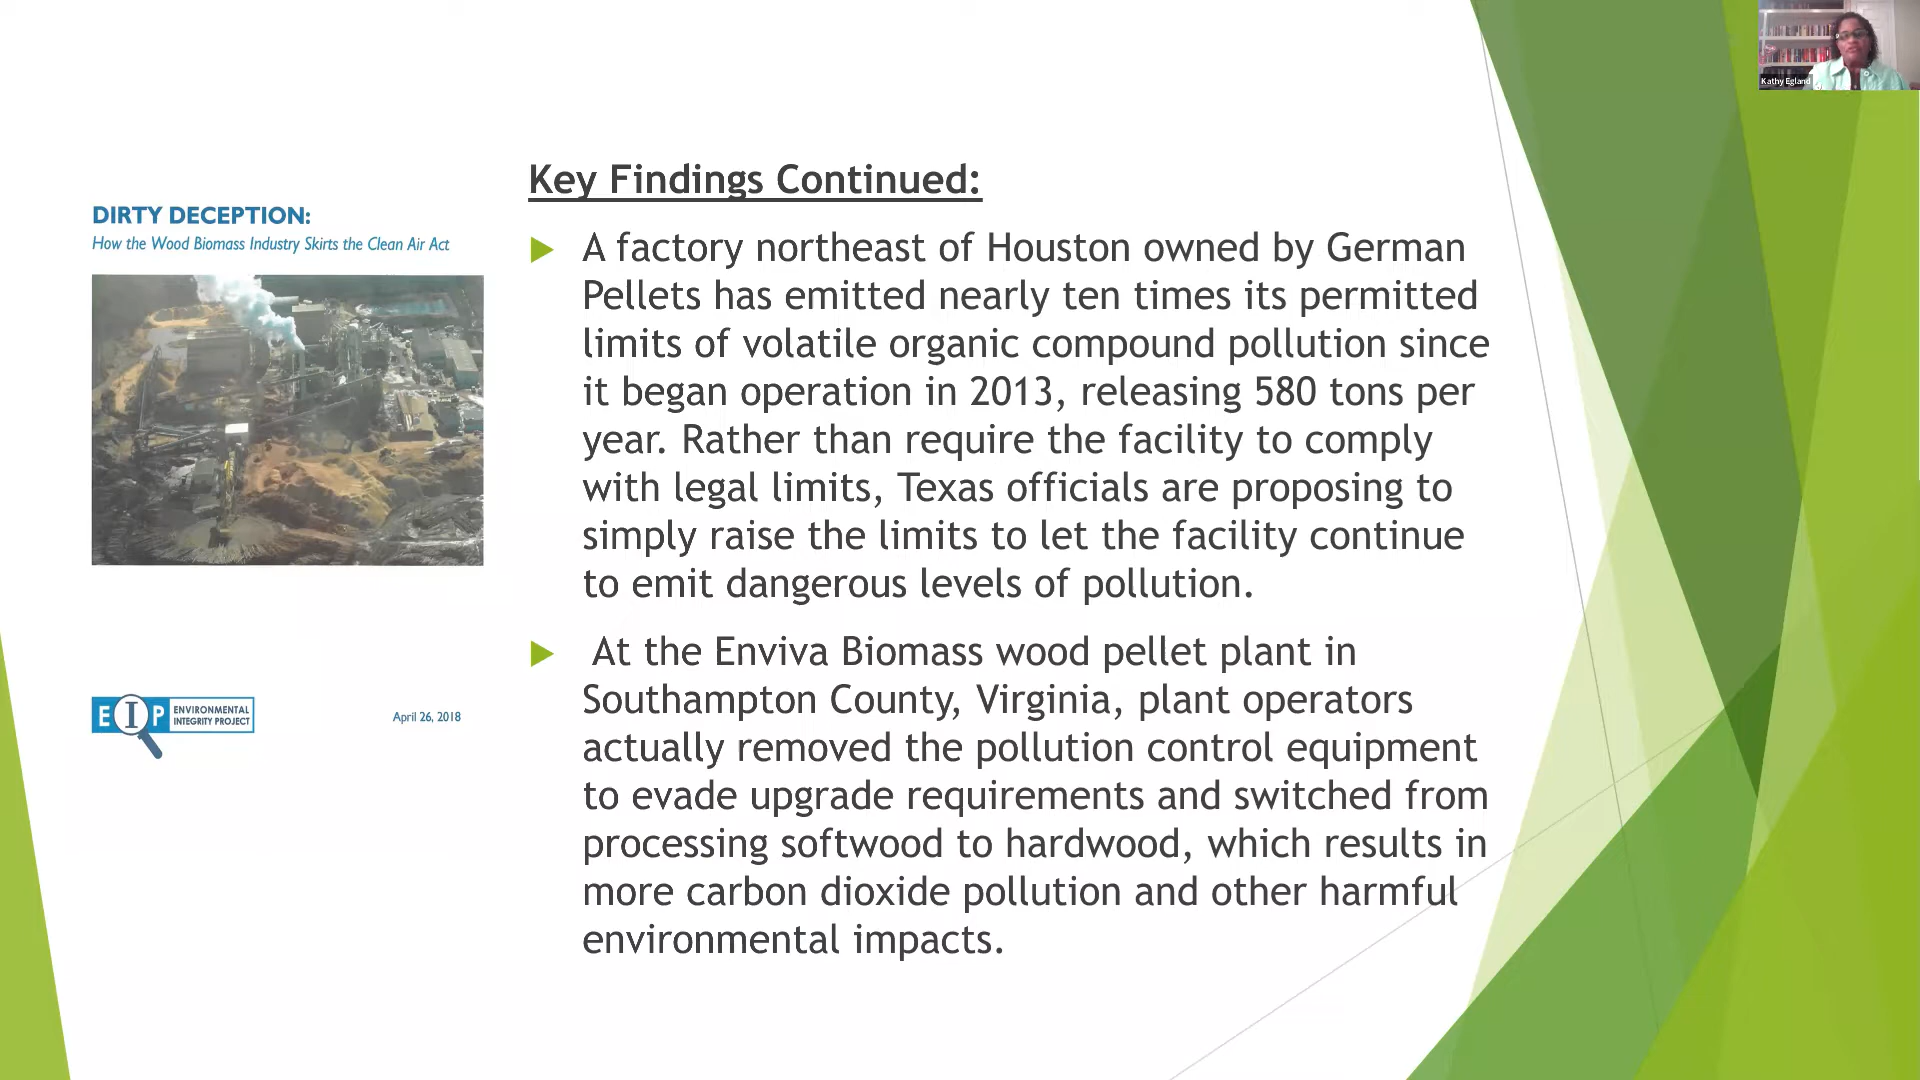 Kathy Egland
DIRTY DECEPTION:
How the Wood Biomass Industry Skirts the Clean Air Act
EIP ENVIRONMENTAL
INTEGRITY PROJECT
April 26, 2018
Key Findings Continued:
A factory northeast of Houston owned by German
Pellets has emitted nearly ten times its permitted
limits of volatile organic compound pollution since
it began operation in 2013, releasing 580 tons per
year. Rather than require the facility to comply
with legal limits, Texas officials are proposing to
simply raise the limits to let the facility continue
to emit dangerous levels of pollution.
At the Enviva Biomass wood pellet plant in
Southampton County, Virginia, plant operators
actually removed the pollution control equipment
to evade upgrade requirements and switched from
processing softwood to hardwood, which results in
more carbon dioxide pollution and other harmful
environmental impacts.